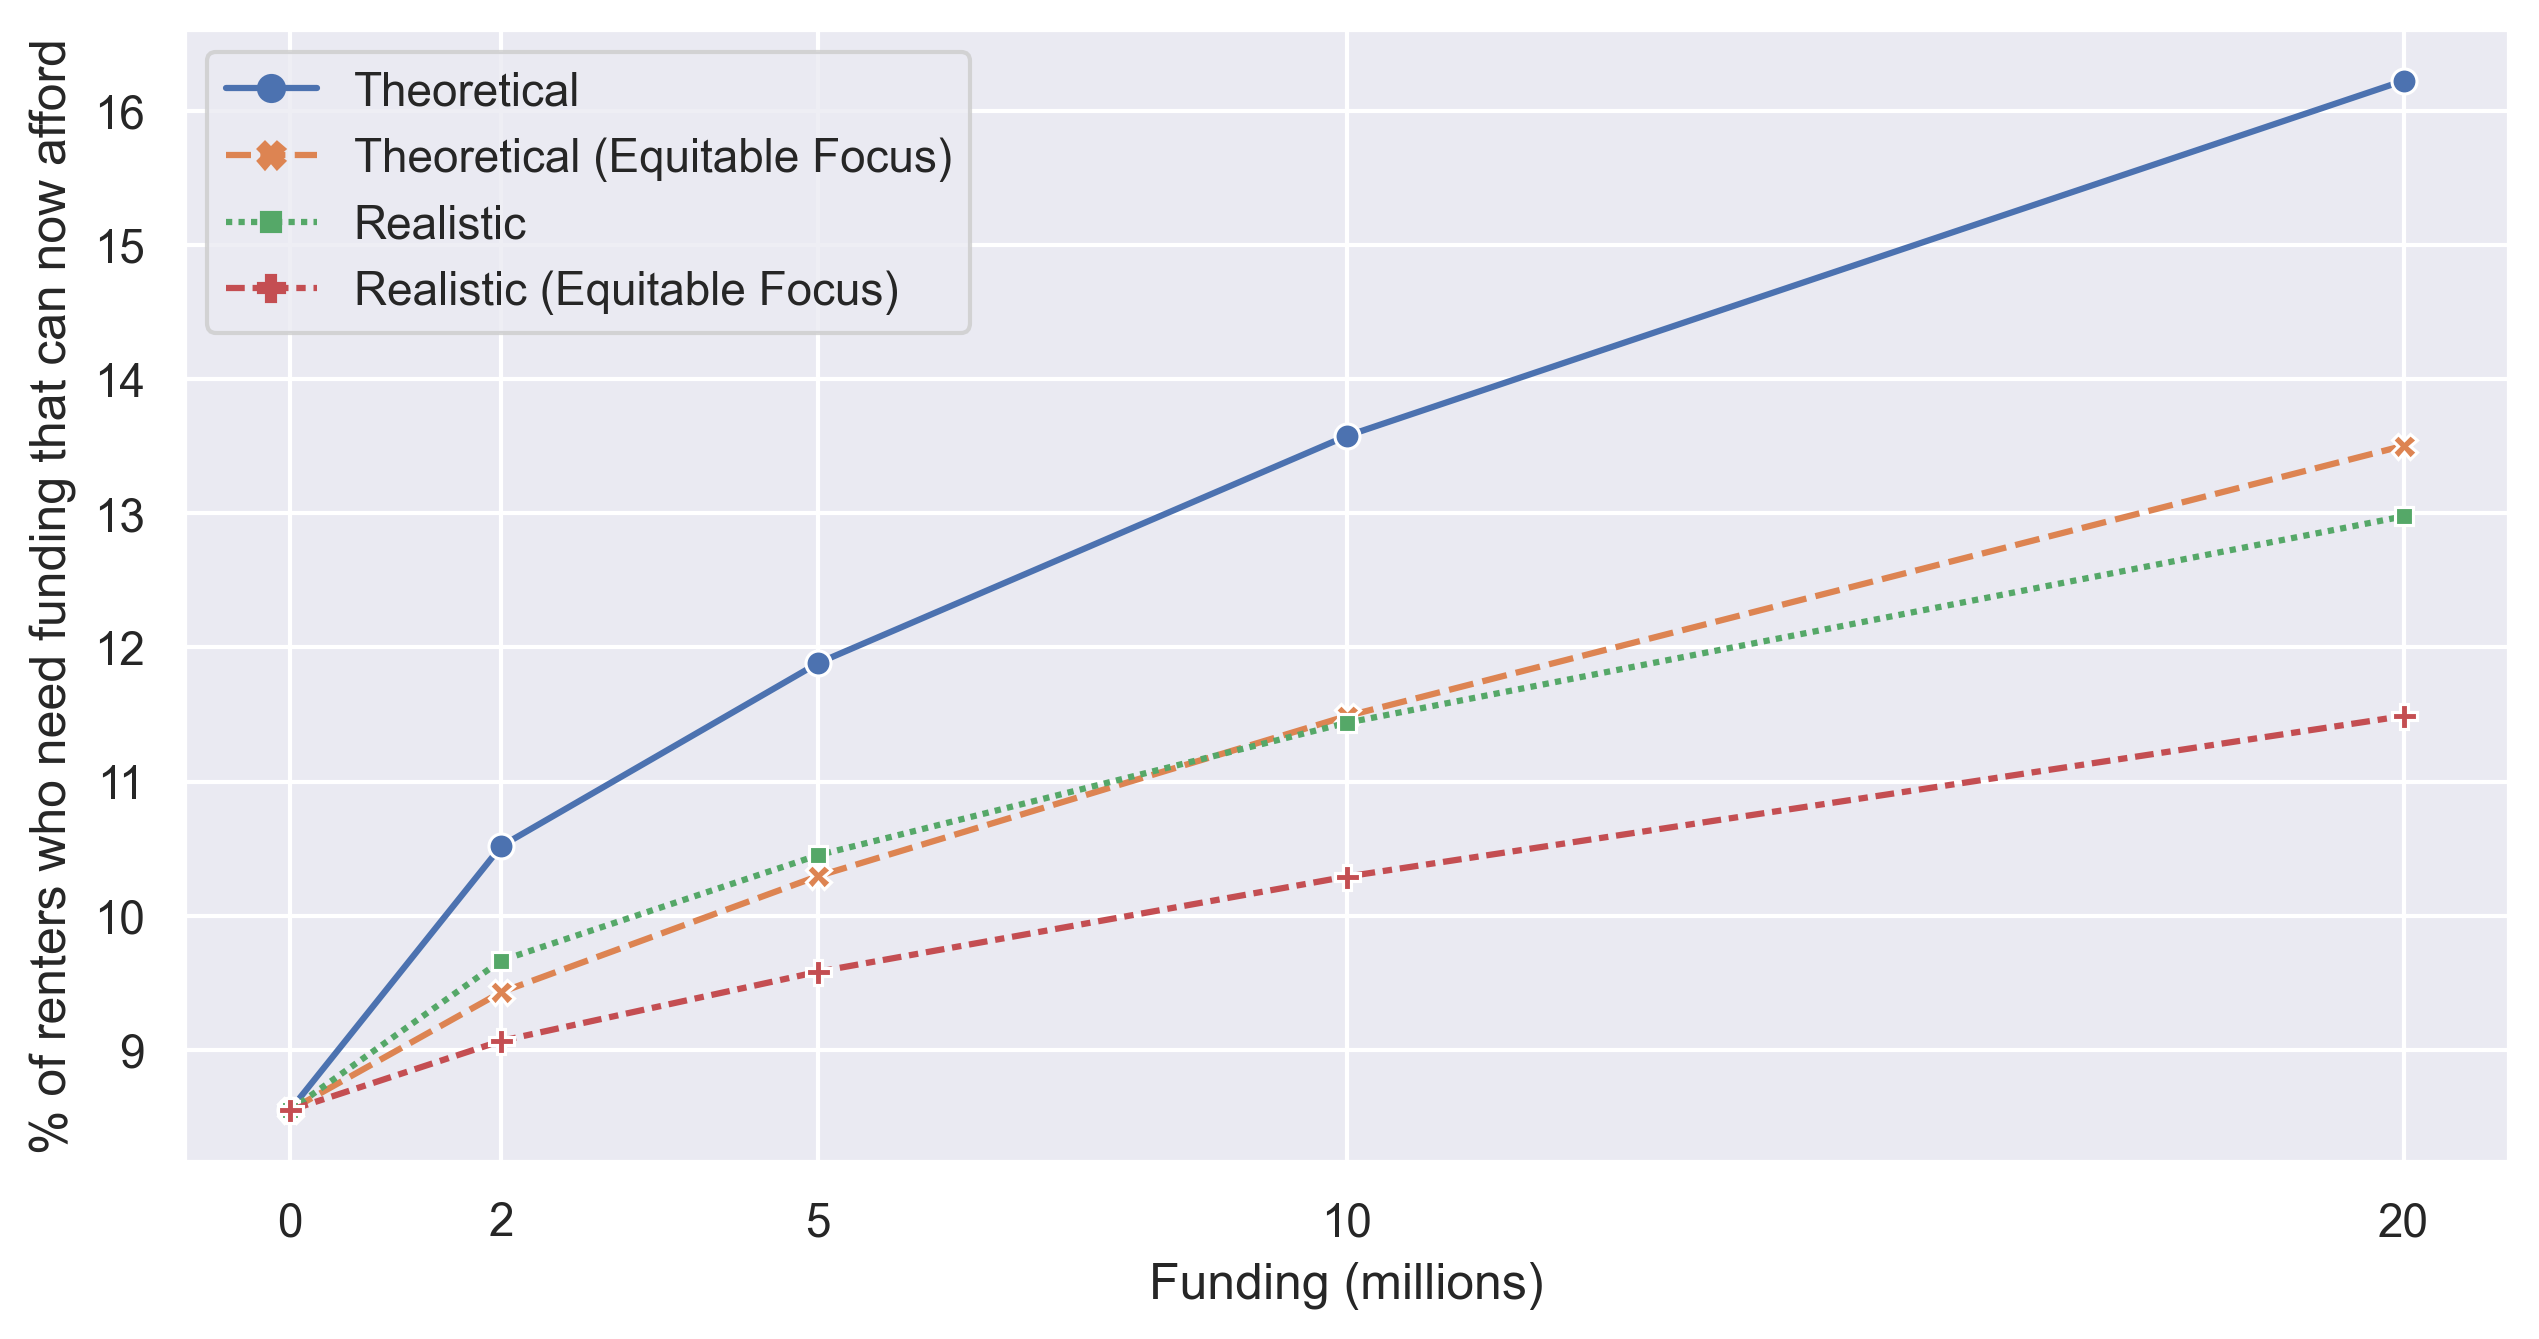 % of renters who need funding that can now afford
16
15
14
13
12
11
10
9
Theoretical
Theoretical (Equitable Focus)
Realistic
Realistic (Equitable Focus)
0 2 5 10 20
Funding (millions)